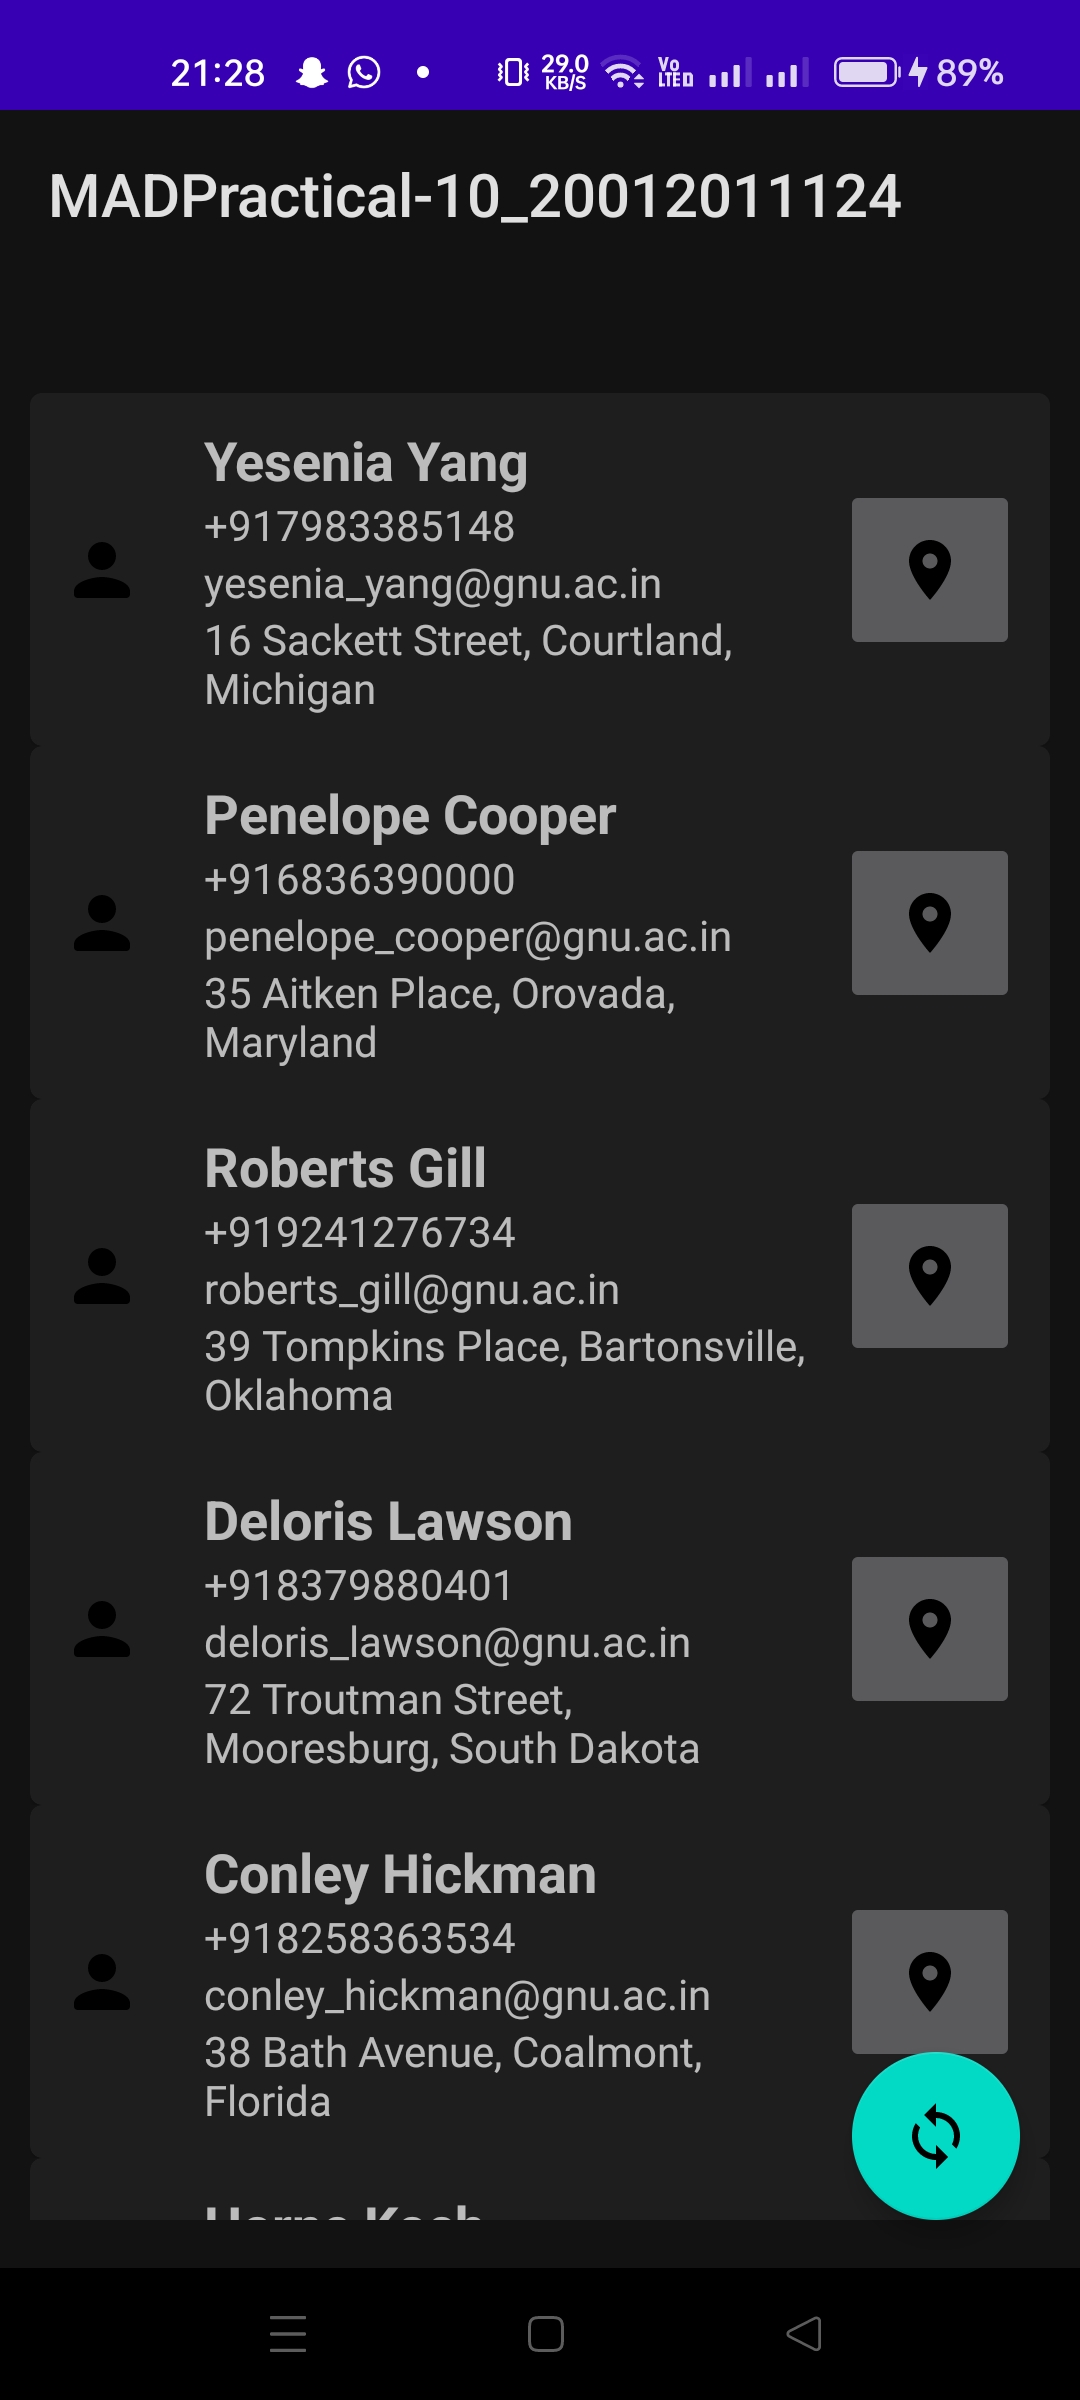 21:28 29.0 KB/S Vo LTE 89%
MADPractical-10_20012011124
Yesenia Yang
+917983385148
yesenia_yang@gnu.ac.in
16 Sackett Street, Courtland,
Michigan
Penelope Cooper
+916836390000
penelope_cooper@gnu.ac.in
35 Aitken Place, Orovada,
Maryland
Roberts Gill
+919241276734
roberts_gill@gnu.ac.in
39 Tompkins Place, Bartonsville,
Oklahoma
Deloris Lawson
+918379880401
deloris_lawson@gnu.ac.in
72 Troutman Street,
Mooresburg, South Dakota
Conley Hickman
+918258363534
conley_hickman@gnu.ac.in
38 Bath Avenue, Coalmont,
Florida